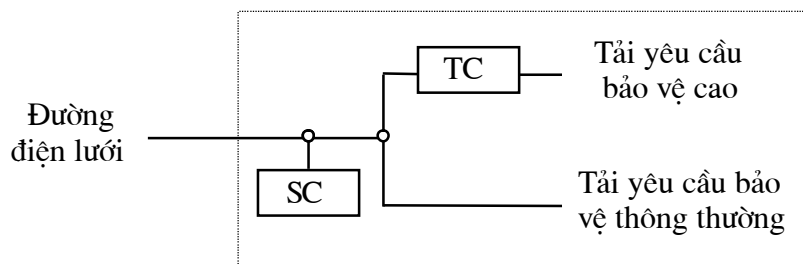 Đường
điện lưới
SC
TC
Tải yêu cầu
bảo vệ cao
Tải yêu cầu bảo
vệ thông thường